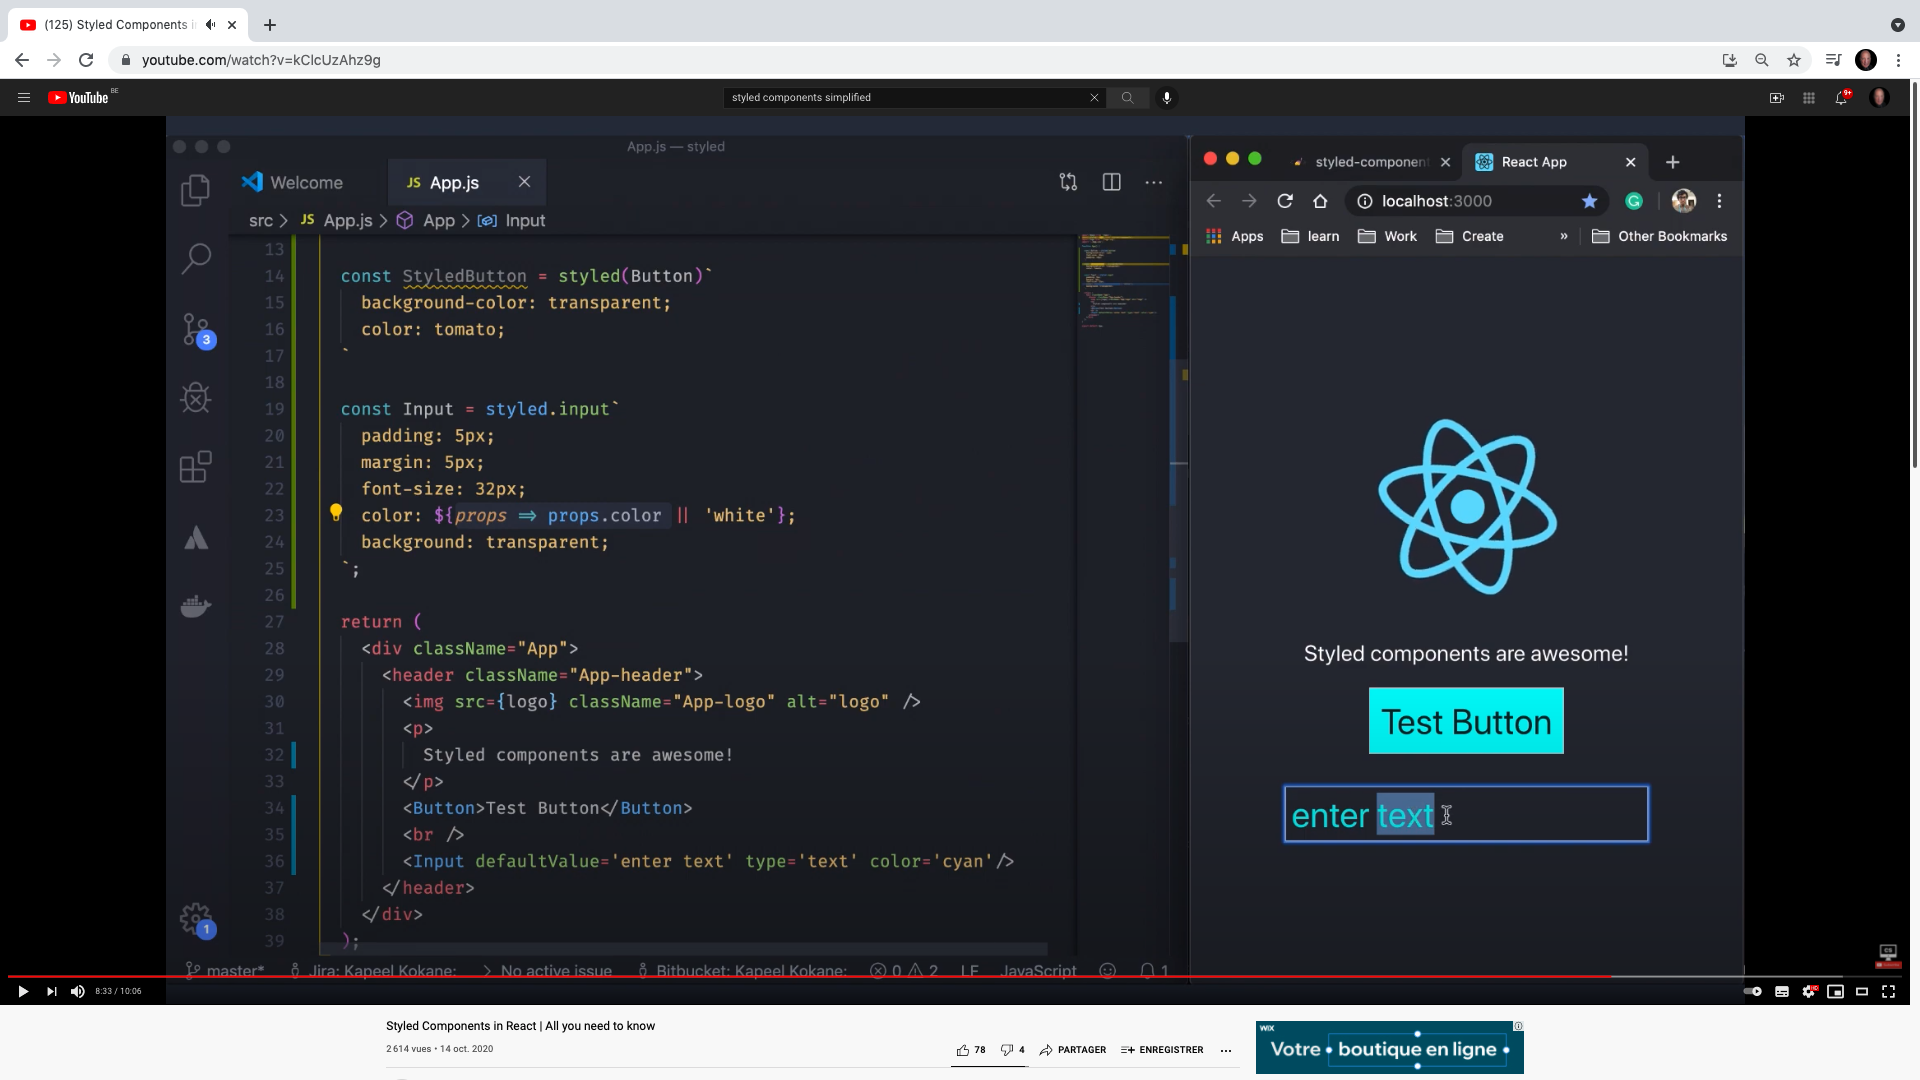 (125) Styled Components i
youtube.com/watch?v=kClcUzAhz9g
YouTube BE
styled components simplified
9+
App.js — styled
Welcome
JS App.js
src > JS App.js > App > Input
13
14 const StyledButton = styled(Button)`
15 background-color: transparent;
16 color: tomato;
17 `
18
19 const Input = styled.input`
20 padding: 5px;
21 margin: 5px;
22 font-size: 32px;
23 color: ${props => props.color || 'white'};
24 background: transparent;
25 `;
26
27 return (
28 <div className="App">
29 <header className="App-header">
30 <img src={logo} className="App-logo" alt="logo" />
31 <p>
32 Styled components are awesome!
33 </p>
34 <Button>Test Button</Button>
35 <br />
36 <Input defaultValue='enter text' type='text' color='cyan'/>
37 </header>
38 </div>
39 );
3
1
master* Jira: Kapeel Kokane: > No active issue Bitbucket: Kapeel Kokane: 0 2 LF JavaScript 1
styled-component
React App
localhost:3000
Apps learn Work Create » Other Bookmarks
Styled components are awesome!
Test Button
enter text
8:33 / 10:06
HD
Styled Components in React | All you need to know
2 614 vues • 14 oct. 2020
78 4 PARTAGER ENREGISTRER
WIX
Votre boutique en ligne